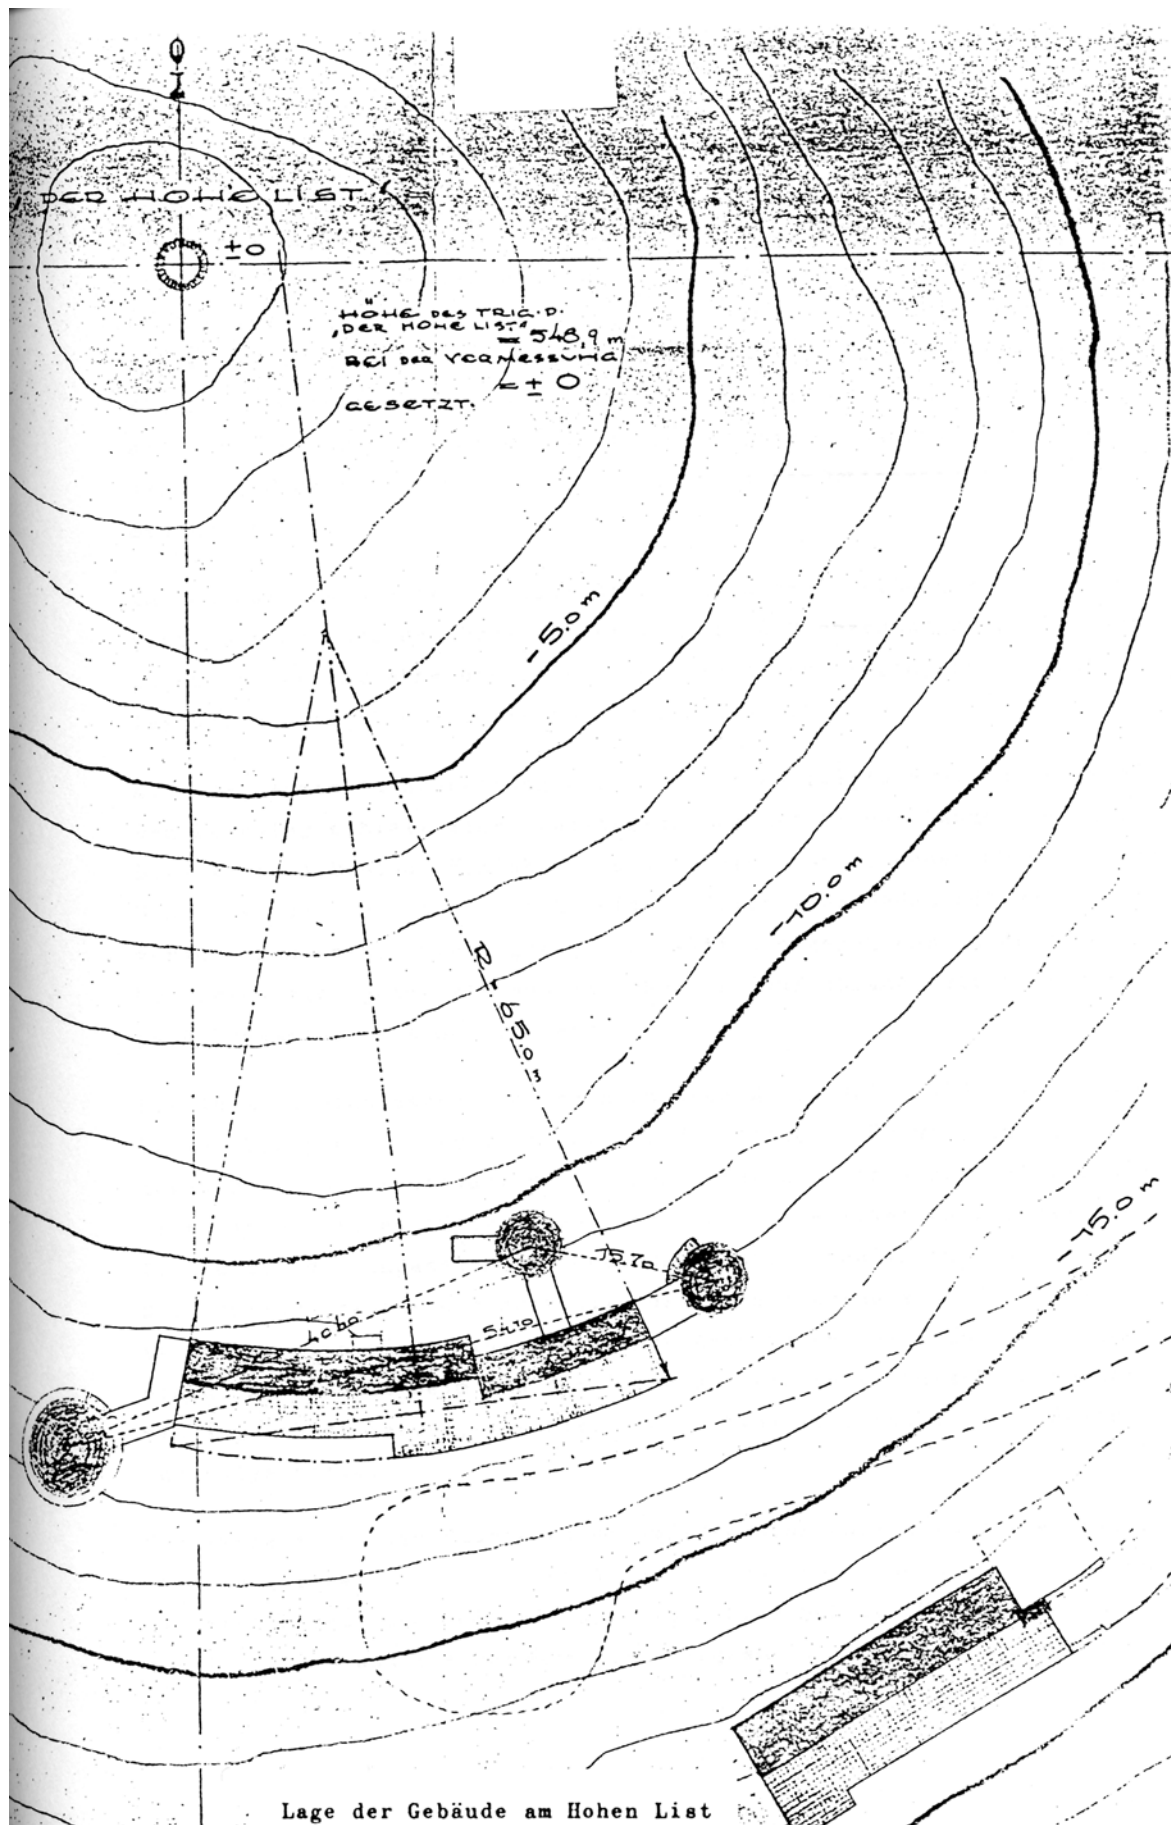 „DER HOHE LIST“
± 0
HÖHE DES TRIG. P.
„DER HOHE LIST“
= 548,9 m
BEI DER VERMESSUNG
= ± 0
GESETZT.
- 5.0 m
- 10.0 m
R = 65.0 m
15.70
- 15.0 m
Lage der Gebäude am Hohen List